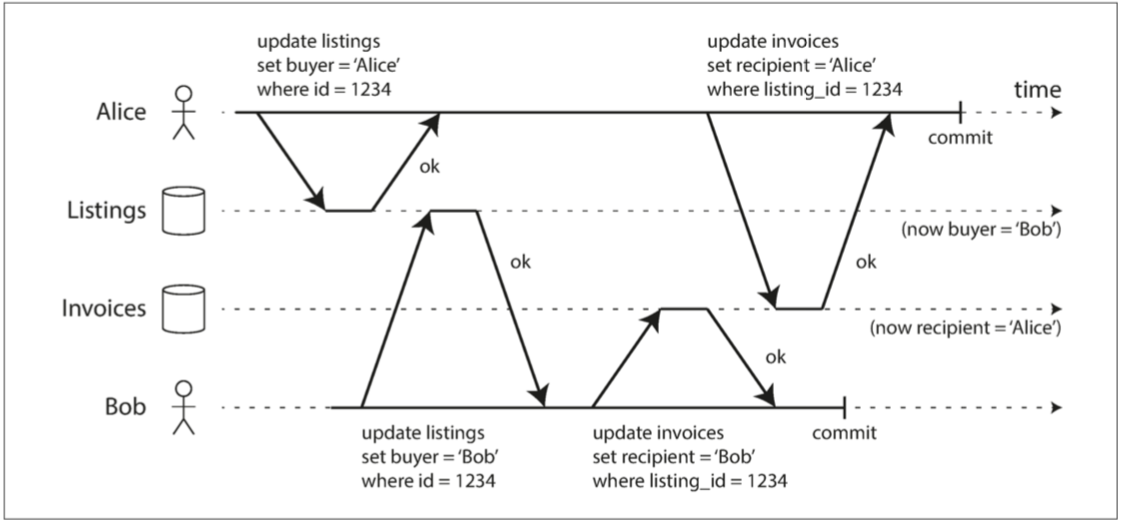 update listings
set buyer = ‘Alice’
where id = 1234
update invoices
set recipient = ‘Alice’
where listing_id = 1234
time
Alice
commit
ok
Listings
(now buyer = ‘Bob’)
ok
ok
Invoices
(now recipient = ‘Alice’)
ok
Bob
update listings
set buyer = ‘Bob’
where id = 1234
update invoices
set recipient = ‘Bob’
where listing_id = 1234
commit